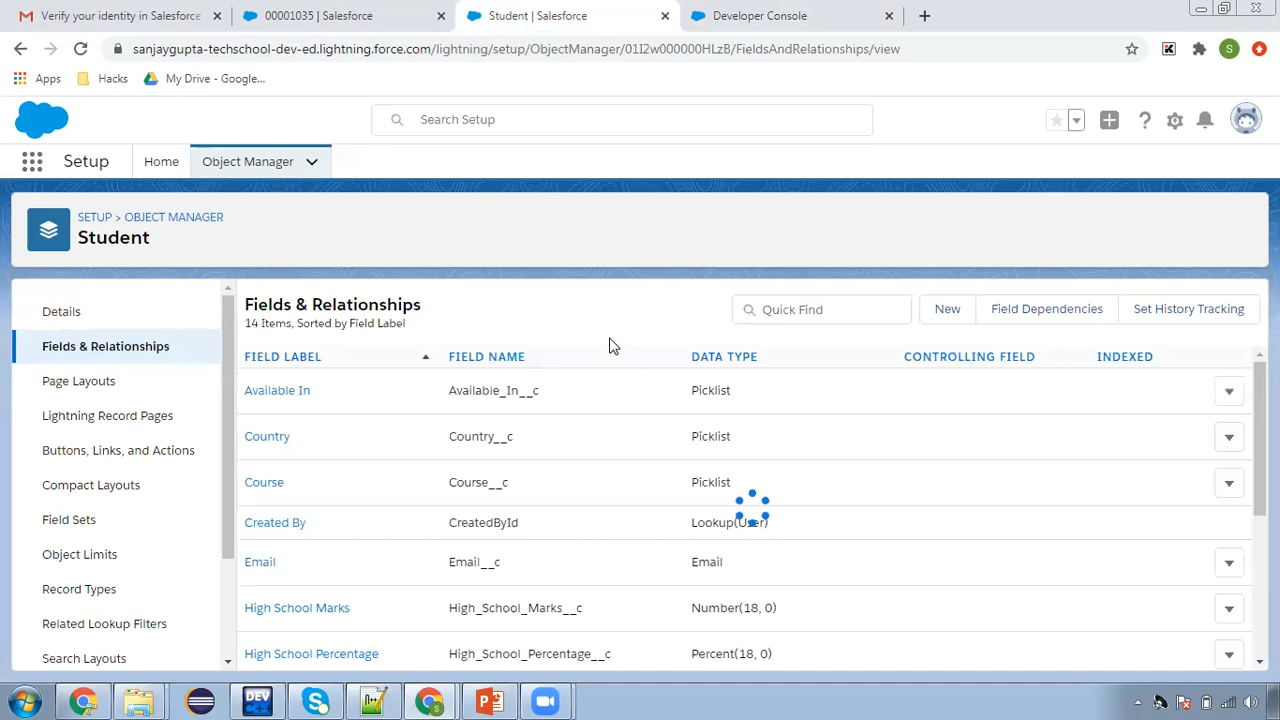 Verify your identity in Salesforce
00001035 | Salesforce
Student | Salesforce
Developer Console
sanjaygupta-techschool-dev-ed.lightning.force.com/lightning/setup/ObjectManager/01I2w000000HLzB/FieldsAndRelationships/view
Apps
Hacks
My Drive - Google...
Search Setup
Setup
Home
Object Manager
SETUP > OBJECT MANAGER
Student
Details
Fields & Relationships
Page Layouts
Lightning Record Pages
Buttons, Links, and Actions
Compact Layouts
Field Sets
Object Limits
Record Types
Related Lookup Filters
Search Layouts
Fields & Relationships
14 Items, Sorted by Field Label
Quick Find
New
Field Dependencies
Set History Tracking
FIELD LABEL FIELD NAME DATA TYPE CONTROLLING FIELD INDEXED
Available In Available_In__c Picklist
Country Country__c Picklist
Course Course__c Picklist
Created By CreatedById Lookup(User)
Email Email__c Email
High School Marks High_School_Marks__c Number(18, 0)
High School Percentage High_School_Percentage__c Percent(18, 0)